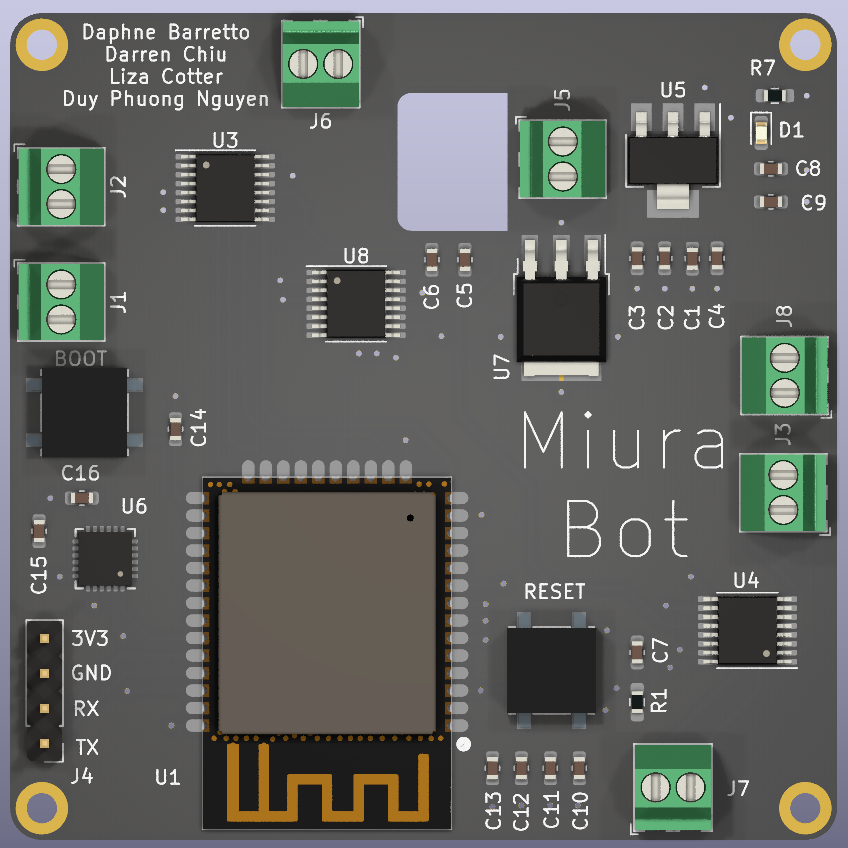 Daphne Barretto
Darren Chiu
Liza Cotter
Duy Phuong Nguyen
J6
U3
J2
J5
U5
R7
D1
C8
C9
U8
J1
C6
C5
C3
C2
C1
C4
U7
J8
BOOT
C14
Miura
Bot
J3
C16
U6
C15
RESET
U4
3V3
GND
RX
TX
J4
U1
C7
R1
C13
C12
C11
C10
J7